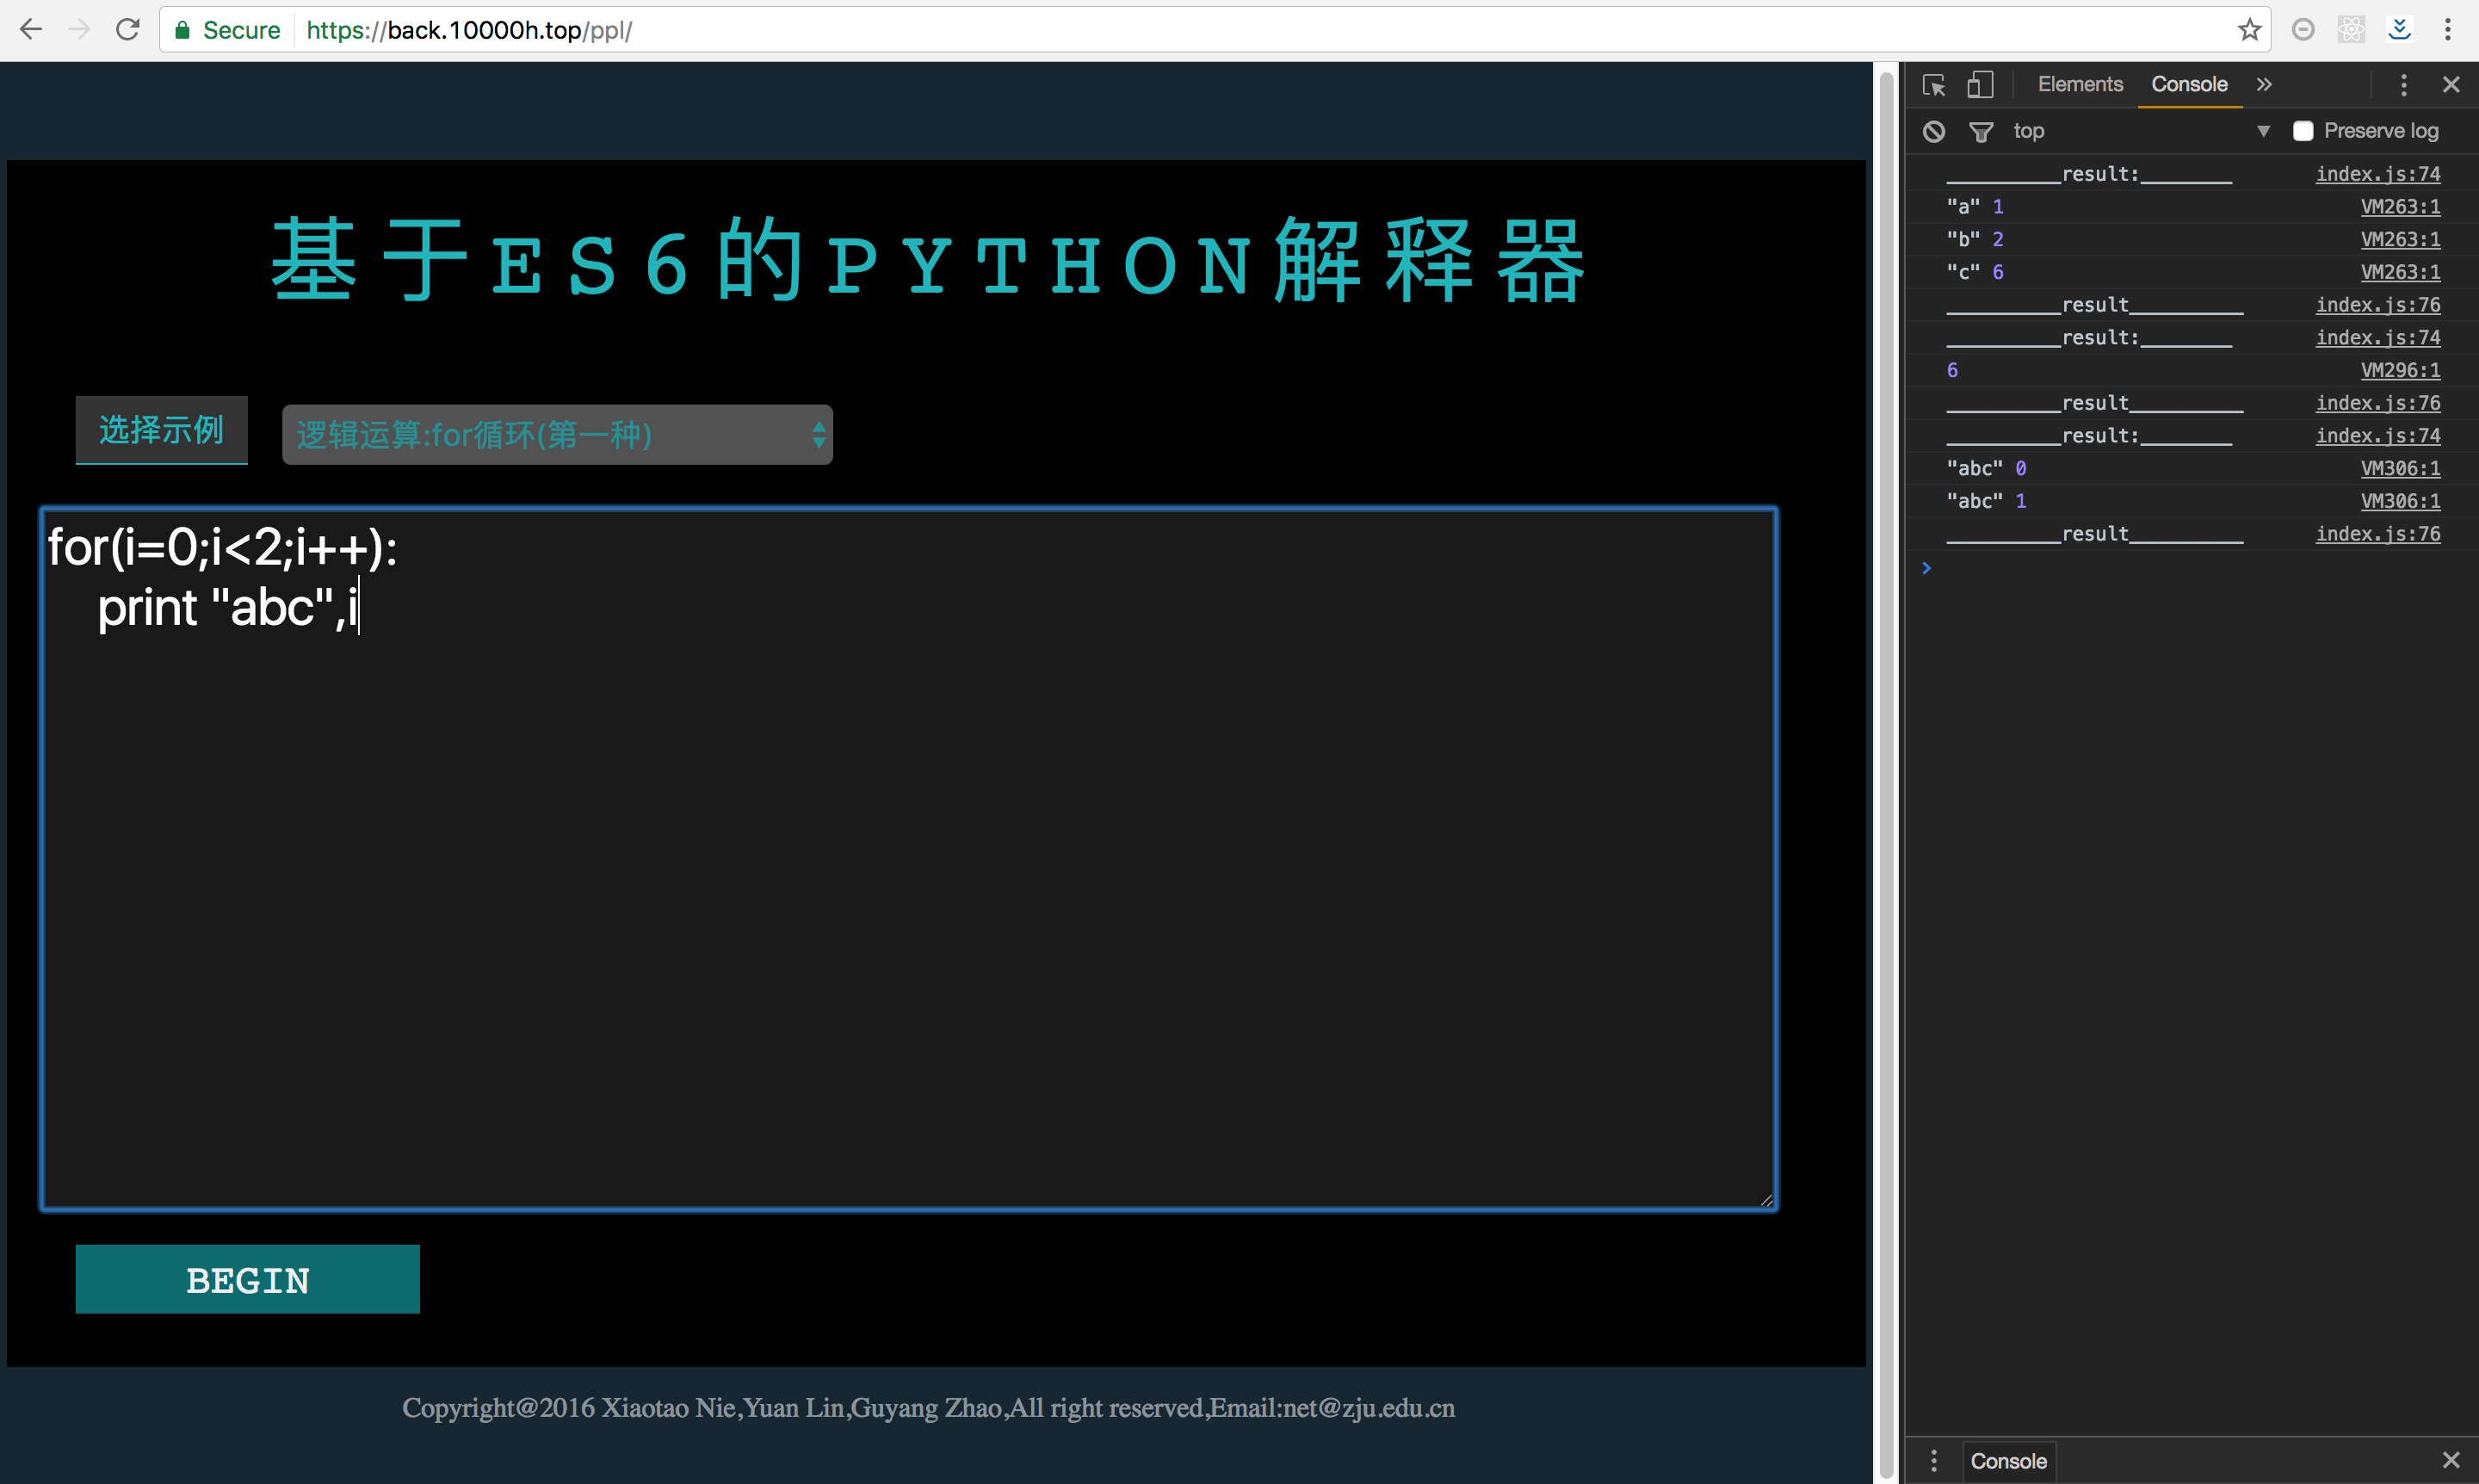 Secure https://back.10000h.top/ppl/
基于ES6的PYTHON解释器
选择示例 逻辑运算:for循环(第一种)
for(i=0;i<2;i++):
print "abc",i
BEGIN
Copyright@2016 Xiaotao Nie,Yuan Lin,Guyang Zhao,All right reserved,Email:net@zju.edu.cn
Elements Console »
top Preserve log
__________result:________ index.js:74
"a" 1 VM263:1
"b" 2 VM263:1
"c" 6 VM263:1
__________result__________ index.js:76
__________result:________ index.js:74
6 VM296:1
__________result__________ index.js:76
__________result:________ index.js:74
"abc" 0 VM306:1
"abc" 1 VM306:1
__________result__________ index.js:76
Console